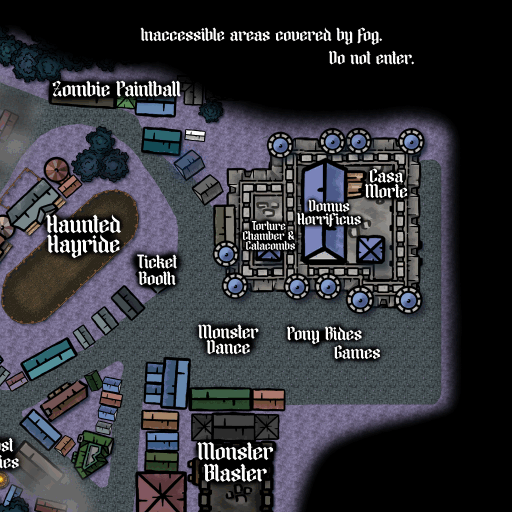 Inaccessible areas covered by fog.
Do not enter.
Zombie Paintball
Casa
Morte
Domus
Horrificus
Torture
Chamber &
Catacombs
Haunted
Hayride
Ticket
Booth
Monster
Dance
Pony Rides
Games
Monster
Blaster